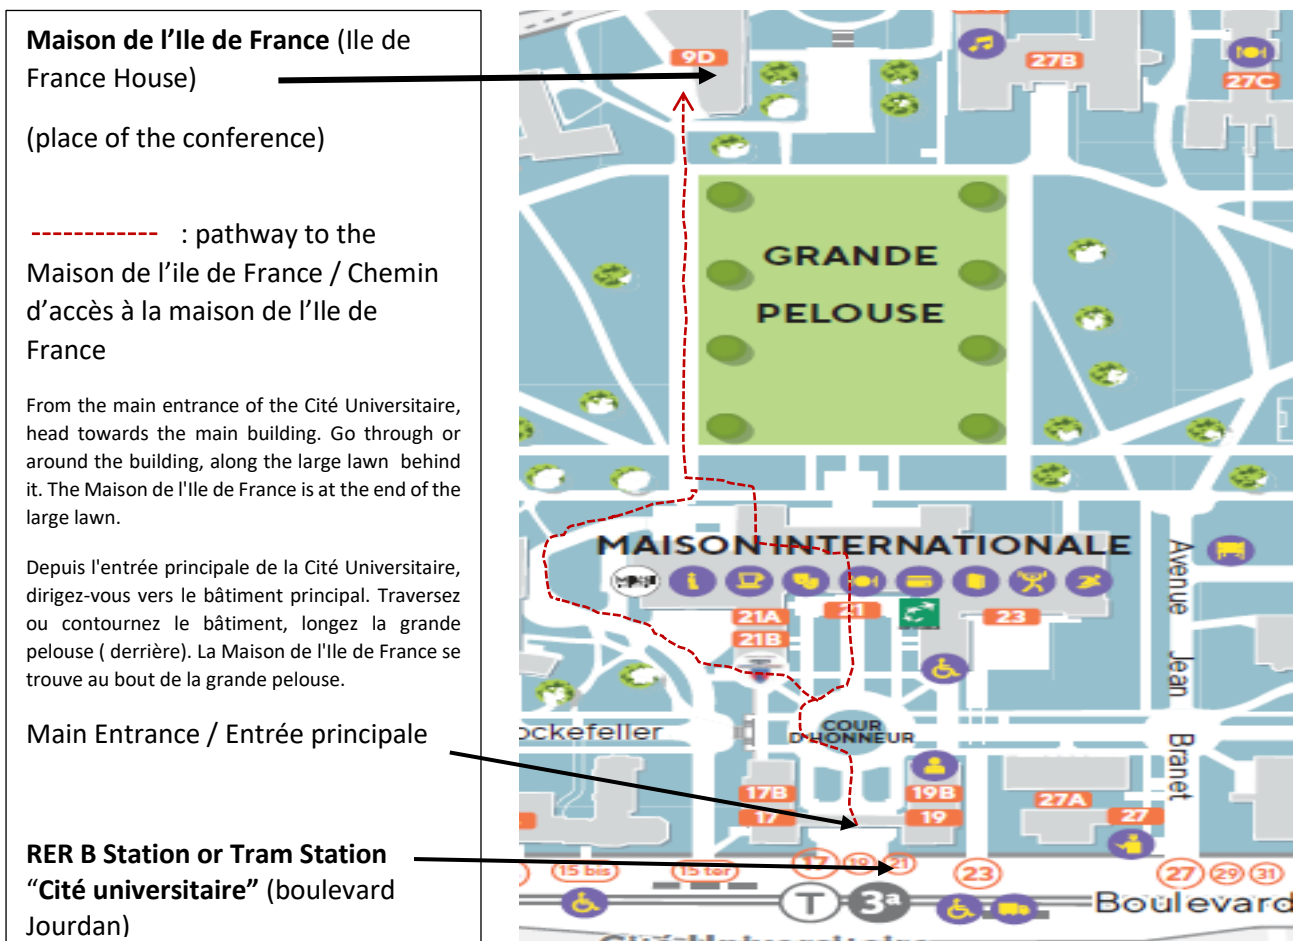 Maison de l’Ile de France (Ile de
France House)
(place of the conference)
------------ : pathway to the
Maison de l’ile de France / Chemin
d’accès à la maison de l’Ile de
France
From the main entrance of the Cité Universitaire,
head towards the main building. Go through or
around the building, along the large lawn behind
it. The Maison de l'Ile de France is at the end of the
large lawn.
Depuis l'entrée principale de la Cité Universitaire,
dirigez-vous vers le bâtiment principal. Traversez
ou contournez le bâtiment, longez la grande
pelouse ( derrière). La Maison de l'Ile de France se
trouve au bout de la grande pelouse.
Main Entrance / Entrée principale
RER B Station or Tram Station
“Cité universitaire” (boulevard
Jourdan)
9D
27B
27C
GRANDE
PELOUSE
MAISON INTERNATIONALE
21A
21
23
21B
Avenue Jean Branet
ockefeller
COUR
D'HONNEUR
17B
19B
17
19
27A
27
15 bis
15 ter
17
19
21
23
27
29
31
T
3a
Boulevard